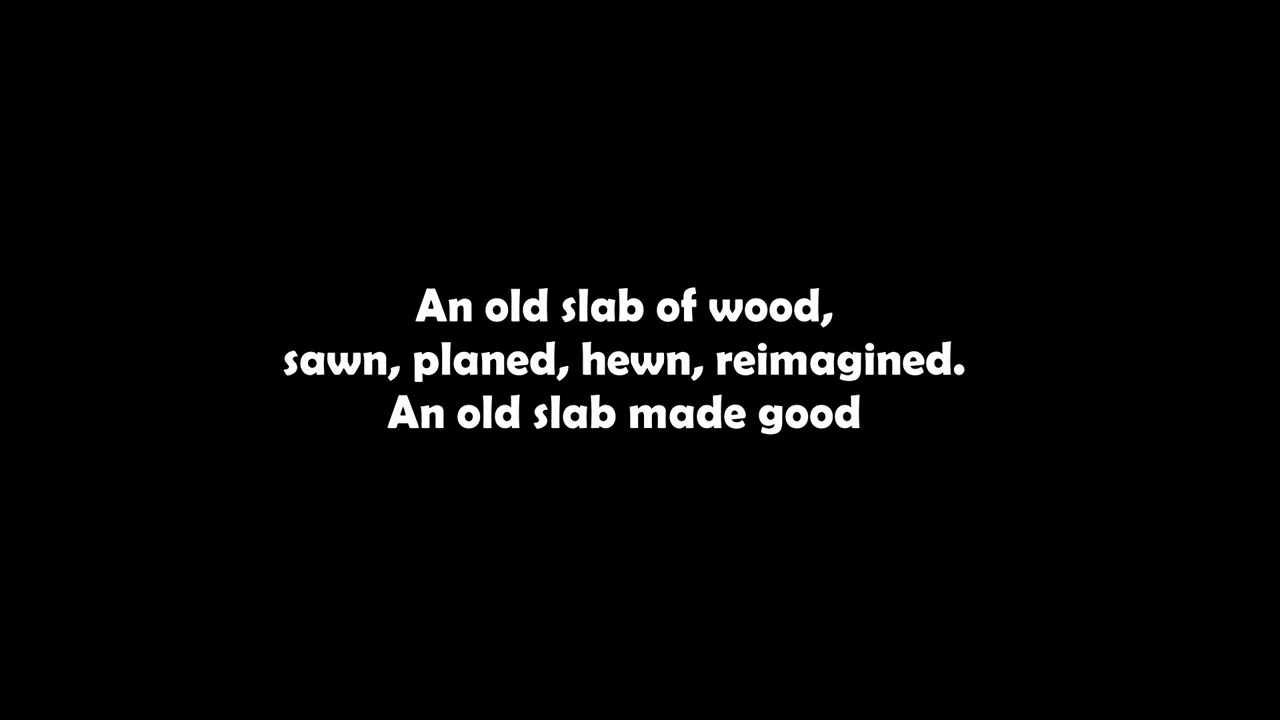 An old slab of wood,
sawn, planed, hewn, reimagined.
An old slab made good